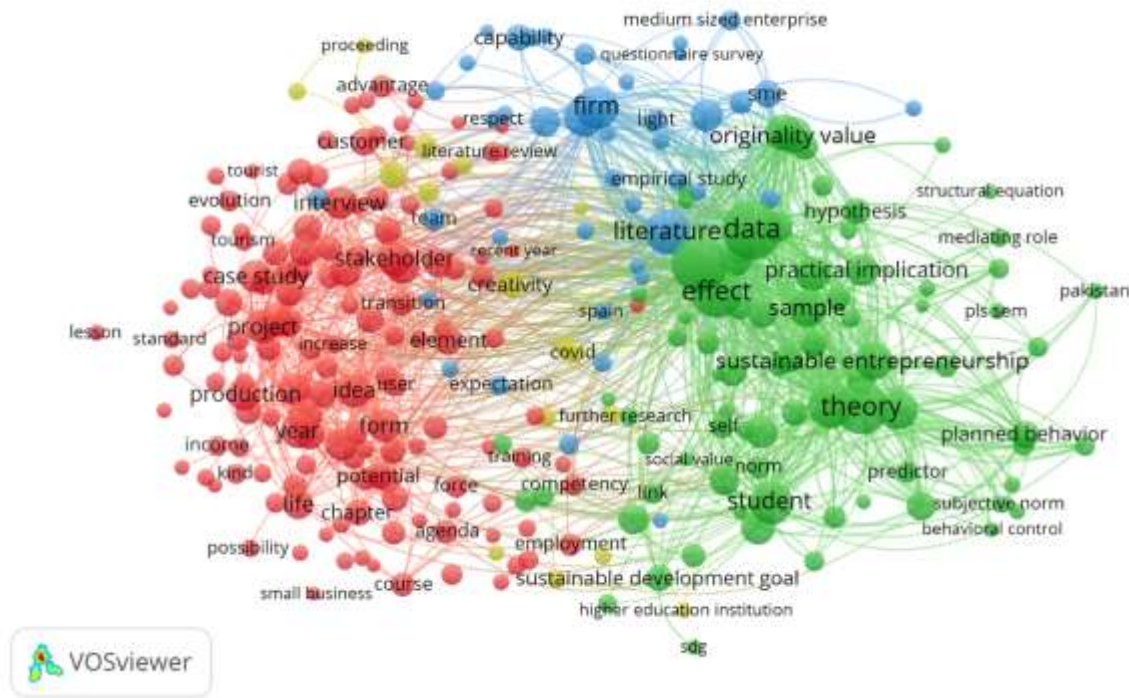 medium sized enterprise
capability
proceeding
questionnaire survey
advantage
sme
firm
respect
light
originality value
customer
literature review
tourist
empirical study
structural equation
evolution
interview
team
hypothesis
literature
data
tourism
recent year
mediating role
stakeholder
case study
practical implication
creativity
effect
pakistan
transition
spain
sample
pls sem
lesson
standard
project
increase
element
covid
sustainable entrepreneurship
production
idea
user
expectation
theory
year
form
further research
self
planned behavior
income
training
social value
norm
kind
potential
force
competency
link
predictor
life
chapter
student
subjective norm
agenda
behavioral control
possibility
employment
course
sustainable development goal
small business
higher education institution
sdg
VOSviewer